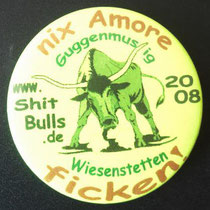 nix Amore
Guggenmusig
www.
Shit
Bulls
.de
20
08
Wiesenstetten
ficken!